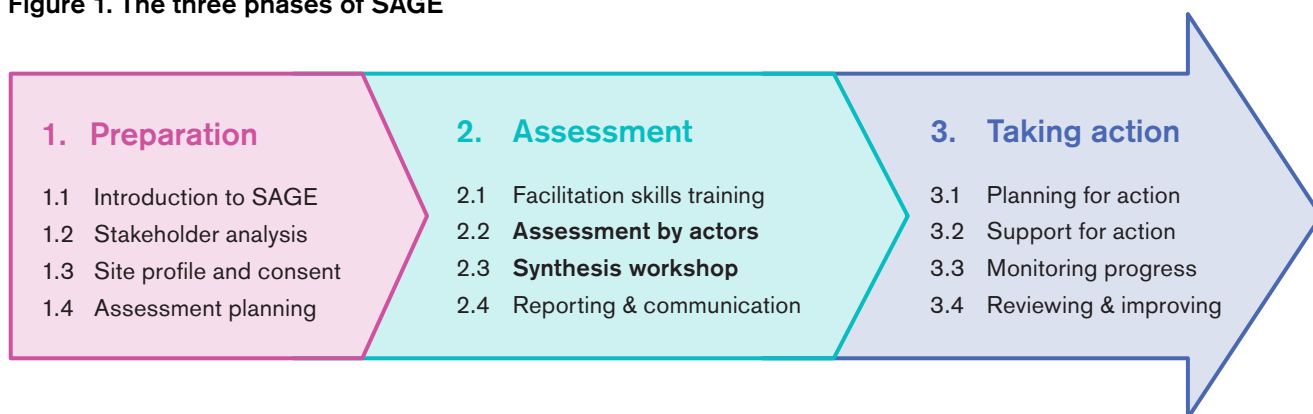 Figure 1. The three phases of SAGE
1. Preparation
1.1 Introduction to SAGE
1.2 Stakeholder analysis
1.3 Site profile and consent
1.4 Assessment planning
2. Assessment
2.1 Facilitation skills training
2.2 Assessment by actors
2.3 Synthesis workshop
2.4 Reporting & communication
3. Taking action
3.1 Planning for action
3.2 Support for action
3.3 Monitoring progress
3.4 Reviewing & improving